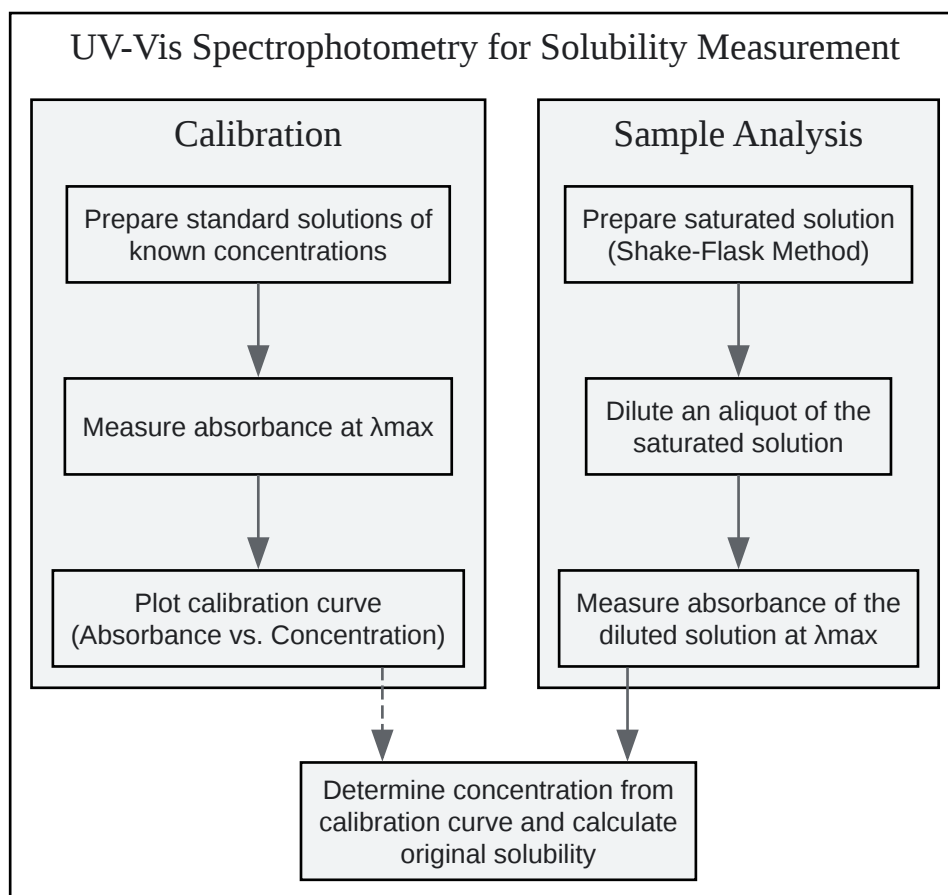 UV-Vis Spectrophotometry for Solubility Measurement
Calibration
Prepare standard solutions of
known concentrations
Measure absorbance at λmax
Plot calibration curve
(Absorbance vs. Concentration)
Sample Analysis
Prepare saturated solution
(Shake-Flask Method)
Dilute an aliquot of the
saturated solution
Measure absorbance of the
diluted solution at λmax
Determine concentration from
calibration curve and calculate
original solubility